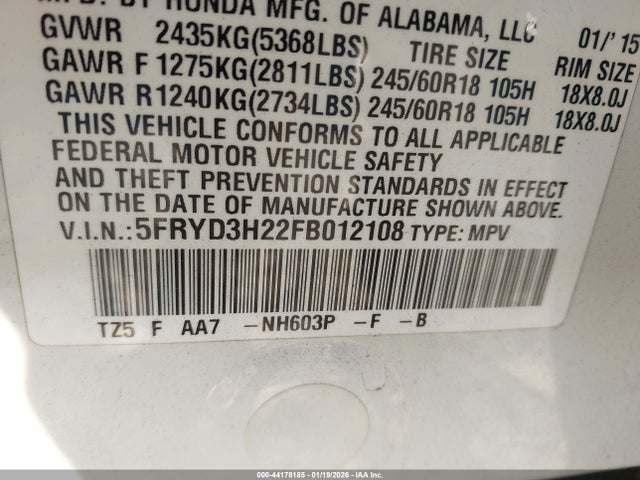 MFD. BY HONDA MFG. OF ALABAMA, LLC 01/' 15
GVWR 2435KG(5368LBS) TIRE SIZE RIM SIZE
GAWR F 1275KG(2811LBS) 245/60R18 105H 18X8.0J
GAWR R1240KG(2734LBS) 245/60R18 105H 18X8.0J
THIS VEHICLE CONFORMS TO ALL APPLICABLE
FEDERAL MOTOR VEHICLE SAFETY
AND THEFT PREVENTION STANDARDS IN EFFECT
ON THE DATE OF MANUFACTURE SHOWN ABOVE.
V.I.N.:5FRYD3H22FB012108 TYPE: MPV
TZ5 F AA7 -NH603P -F -B
000-44178185 - 01/19/2026 - IAA Inc.